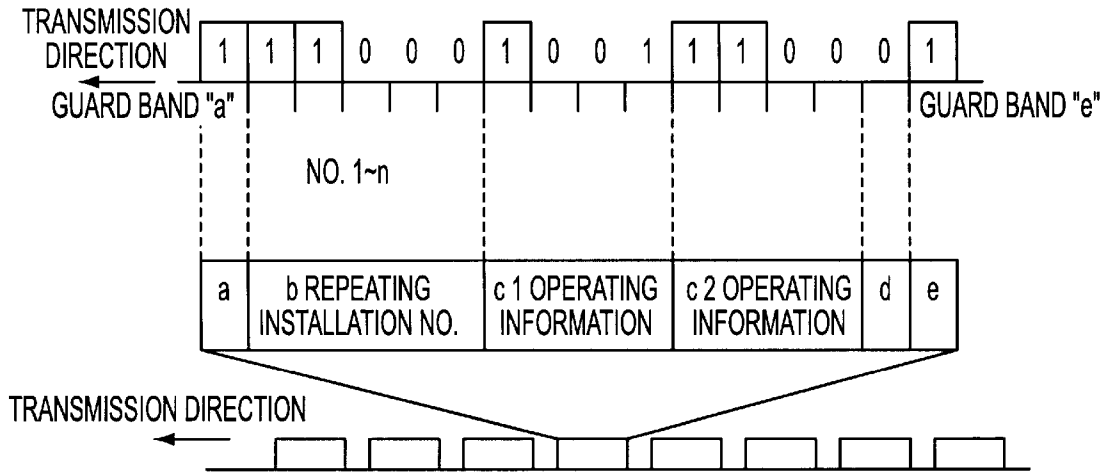 TRANSMISSION
DIRECTION
1 1 1 0 0 0 1 0 0 1 1 1 0 0 0 1
GUARD BAND "a"
GUARD BAND "e"
NO. 1~n
a
b REPEATING
INSTALLATION NO.
c 1 OPERATING
INFORMATION
c 2 OPERATING
INFORMATION
d
e
TRANSMISSION DIRECTION